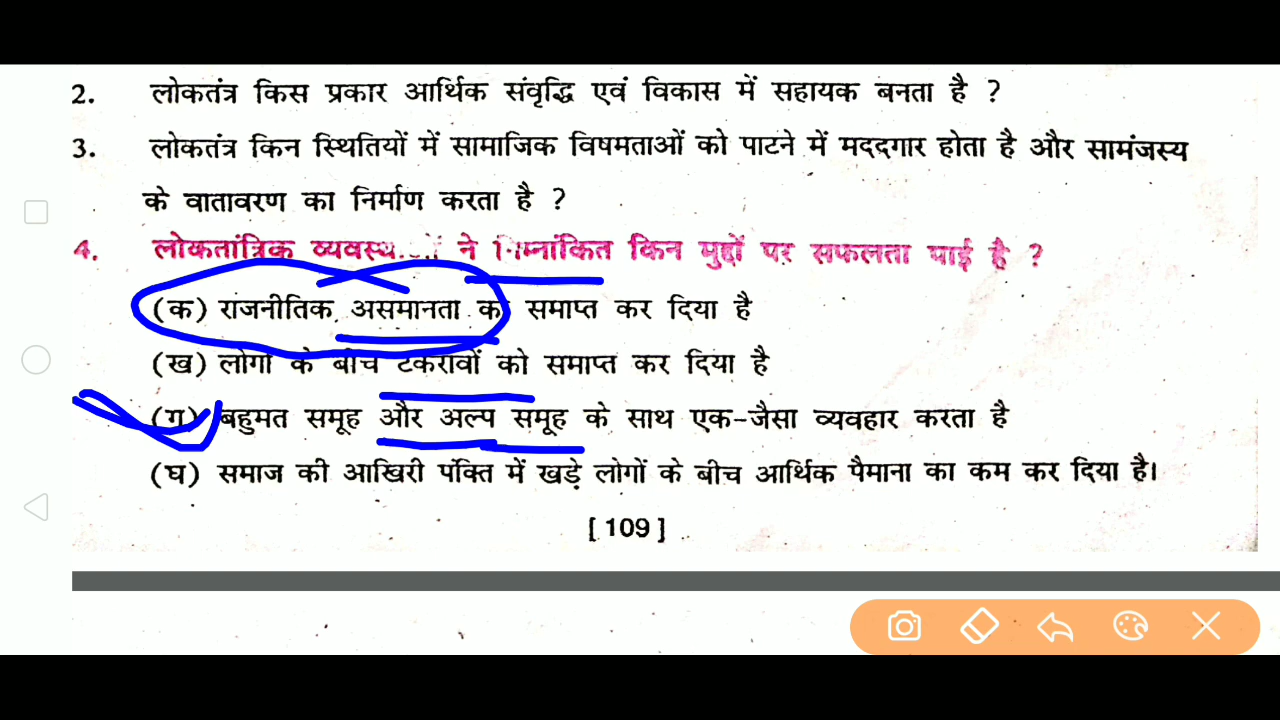 2. लोकतंत्र किस प्रकार आर्थिक संवृद्धि एवं विकास में सहायक बनता है ?
3. लोकतंत्र किन स्थितियों में सामाजिक विषमताओं को पाटने में मददगार होता है और सामंजस्य
के वातावरण का निर्माण करता है ?
4. लोकतांत्रिक ने निम्नांकित किन मुद्दों पर सफलता पाई है ?
(क) राजनीतिक असमानता को समाप्त कर दिया है
(ख) लोगों के बीच टकरावों को समाप्त कर दिया है
(ग) बहुमत समूह और अल्प समूह के साथ एक-जैसा व्यवहार करता है
(घ) समाज की आखिरी पंक्ति में खड़े लोगों के बीच आर्थिक पैमाना का कम कर दिया है।
[ 109 ]